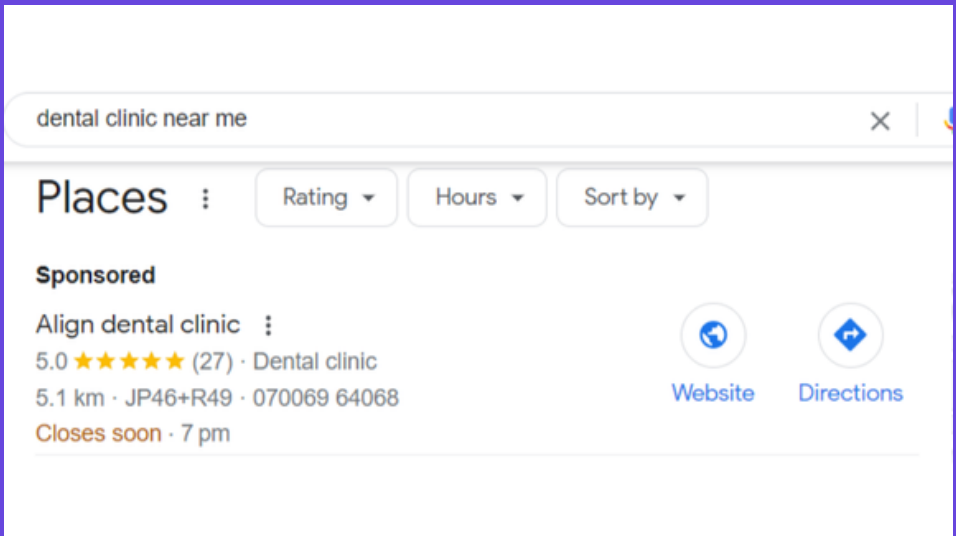 dental clinic near me
Places
Rating
Hours
Sort by
Sponsored
Align dental clinic
5.0 ★★★★★ (27) · Dental clinic
5.1 km · JP46+R49 · 070069 64068
Closes soon · 7 pm
Website
Directions